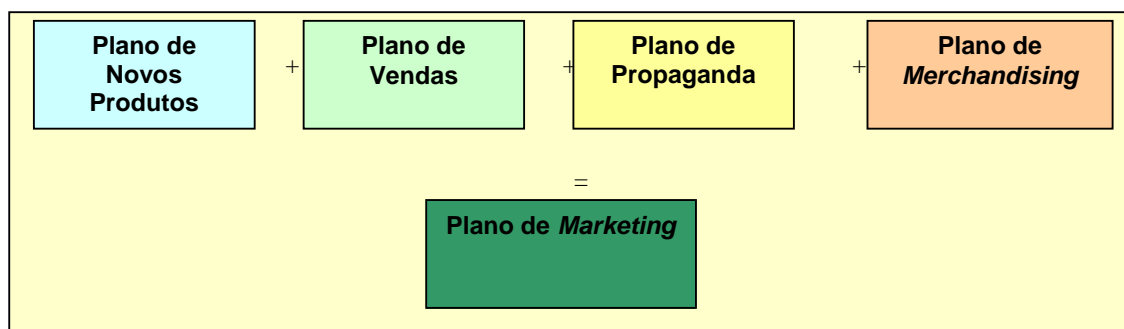 Plano de
Novos
Produtos
+
Plano de
Vendas
+
Plano de
Propaganda
+
Plano de
Merchandising
=
Plano de Marketing